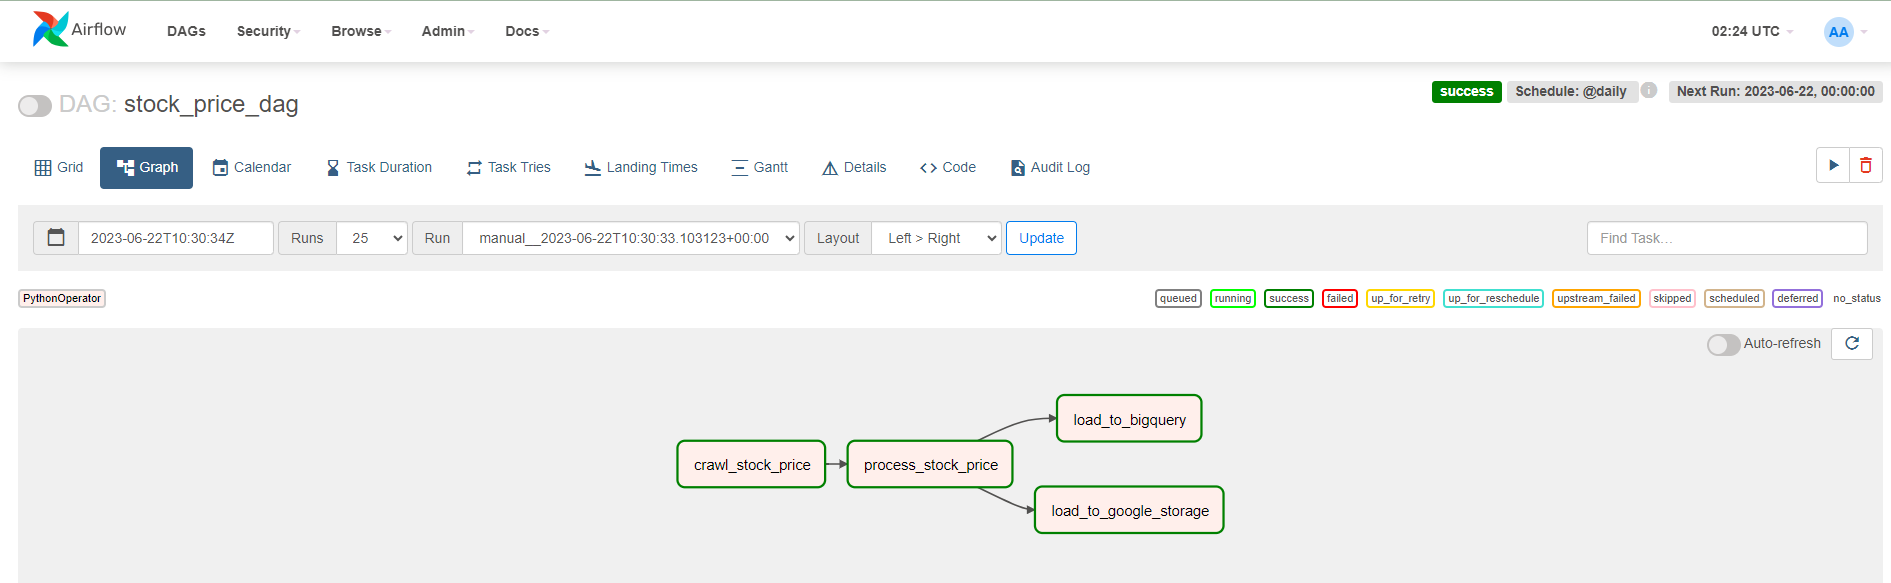 Airflow DAGs Security Browse Admin Docs 02:24 UTC AA
DAG: stock_price_dag success Schedule: @daily i Next Run: 2023-06-22, 00:00:00
Grid Graph Calendar Task Duration Task Tries Landing Times Gantt Details Code Audit Log
2023-06-22T10:30:34Z Runs 25 Run manual__2023-06-22T10:30:33.103123+00:00 Layout Left > Right Update Find Task...
PythonOperator queued running success failed up_for_retry up_for_reschedule upstream_failed skipped scheduled deferred no_status
Auto-refresh
load_to_bigquery
crawl_stock_price process_stock_price
load_to_google_storage